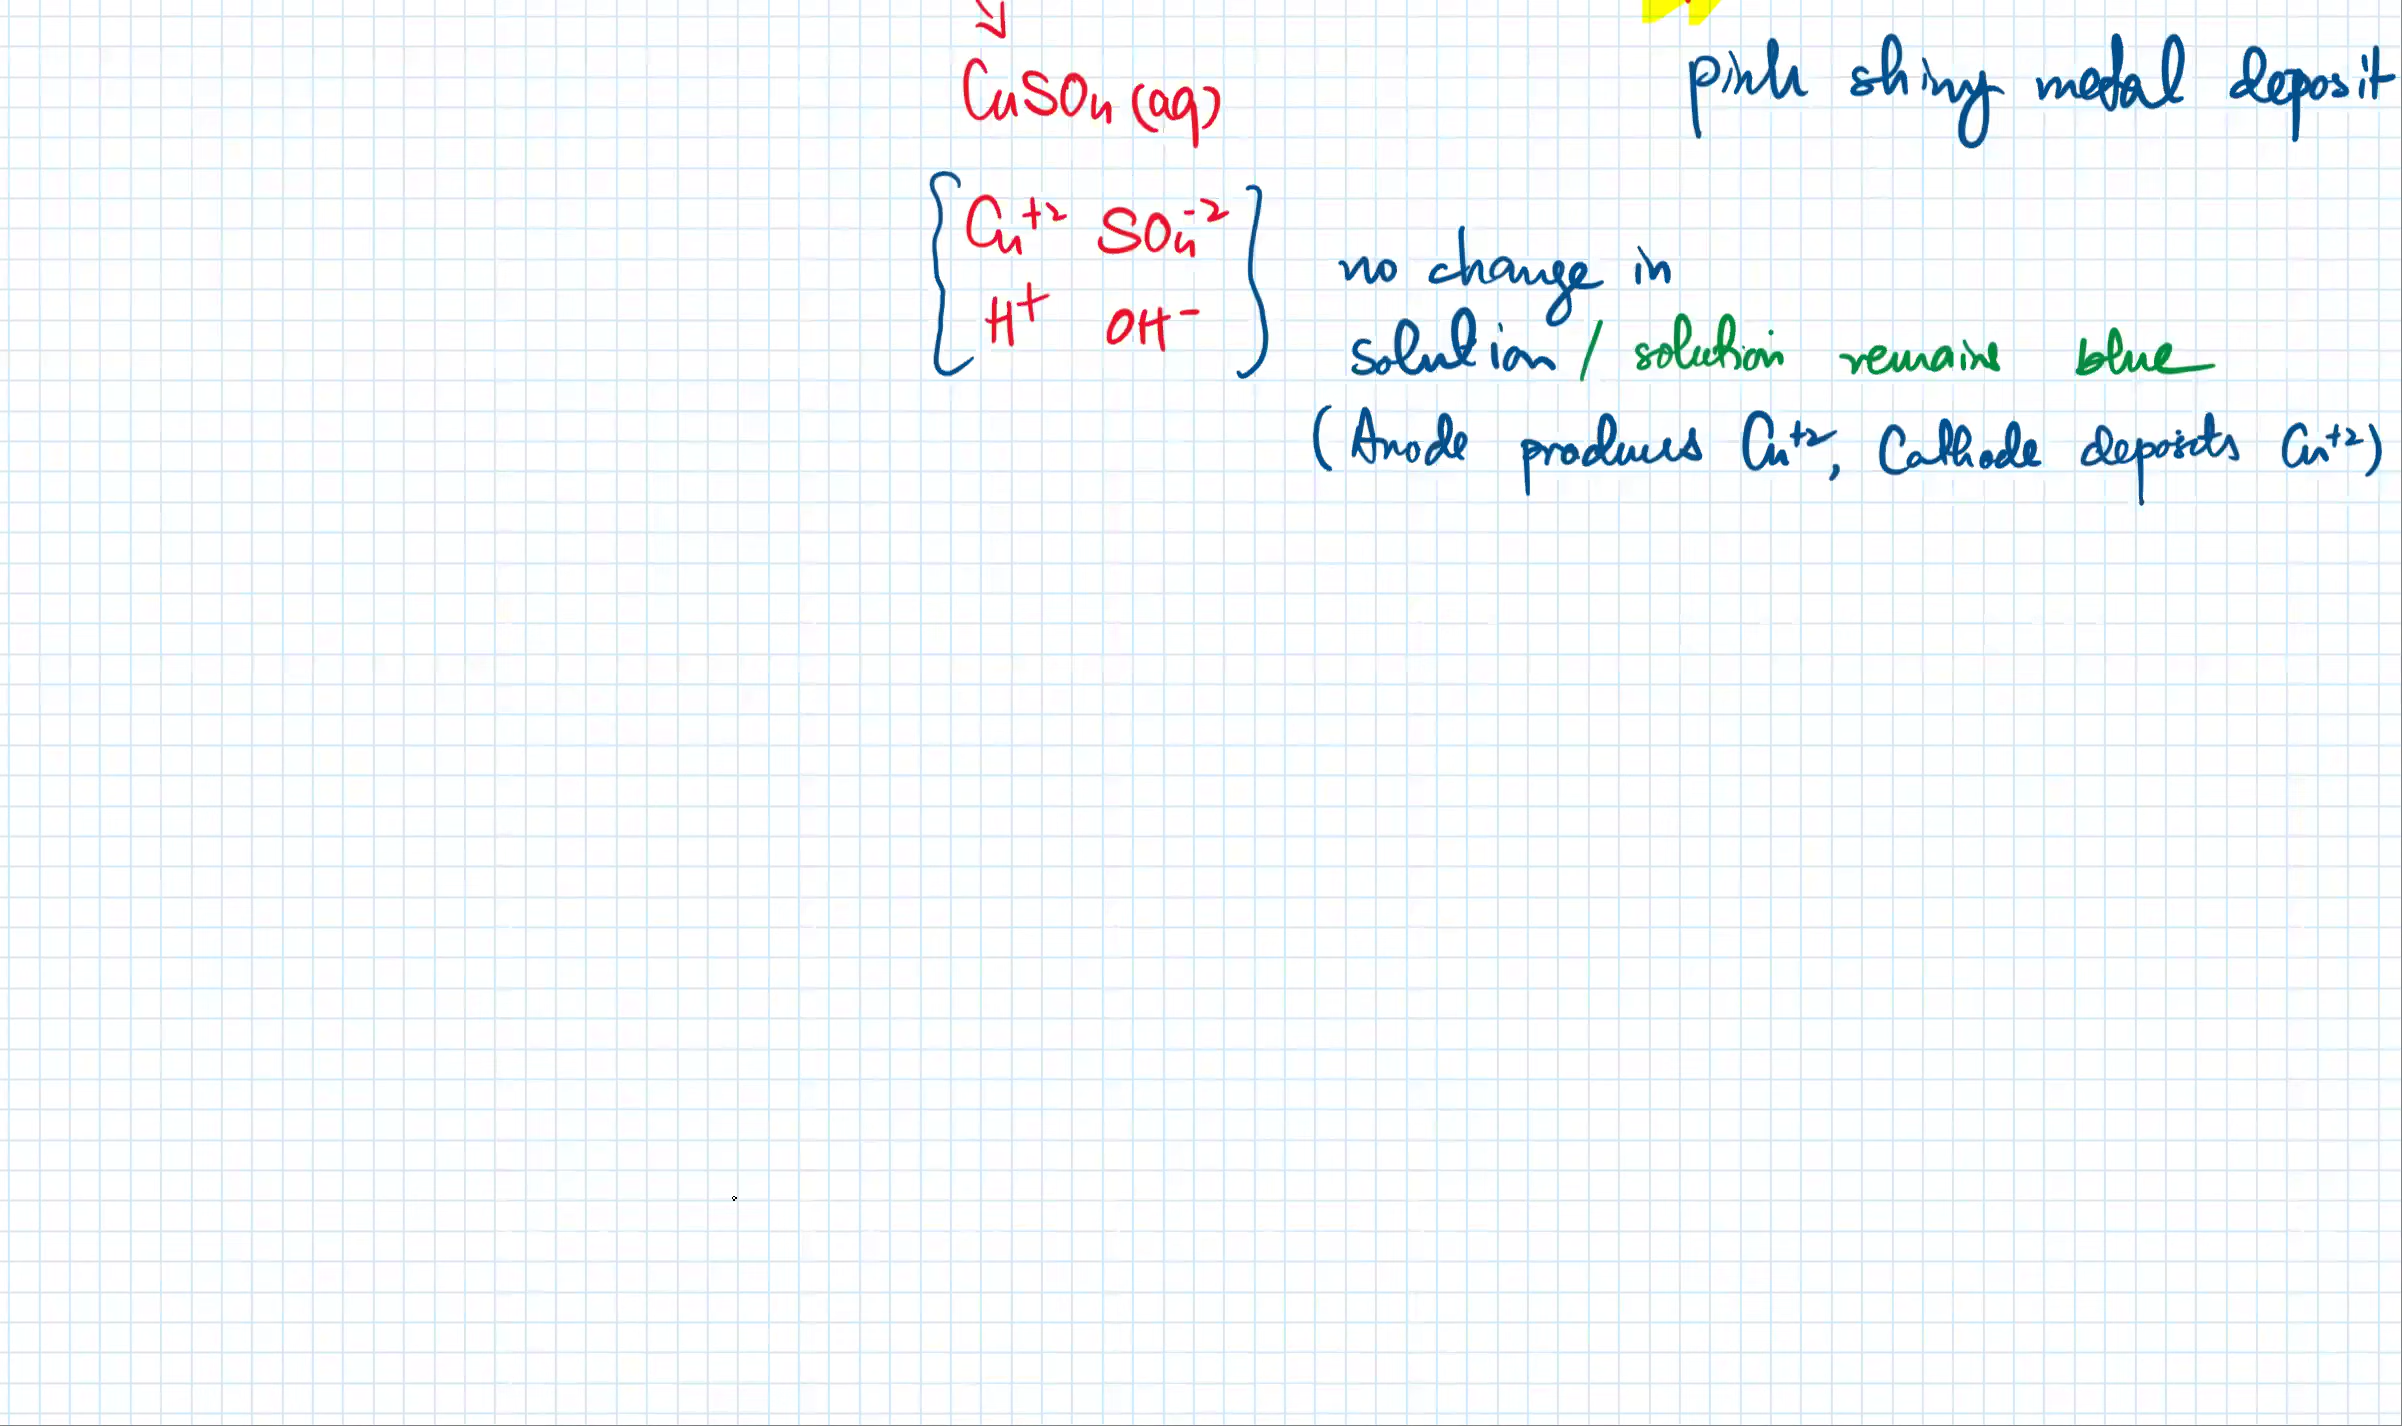 CuSO4 (aq)
pink shiny metal deposit
Cu+2 SO4-2
H+ OH-
no change in
solution / solution remains blue
(Anode produces Cu+2, Cathode deposits Cu+2)